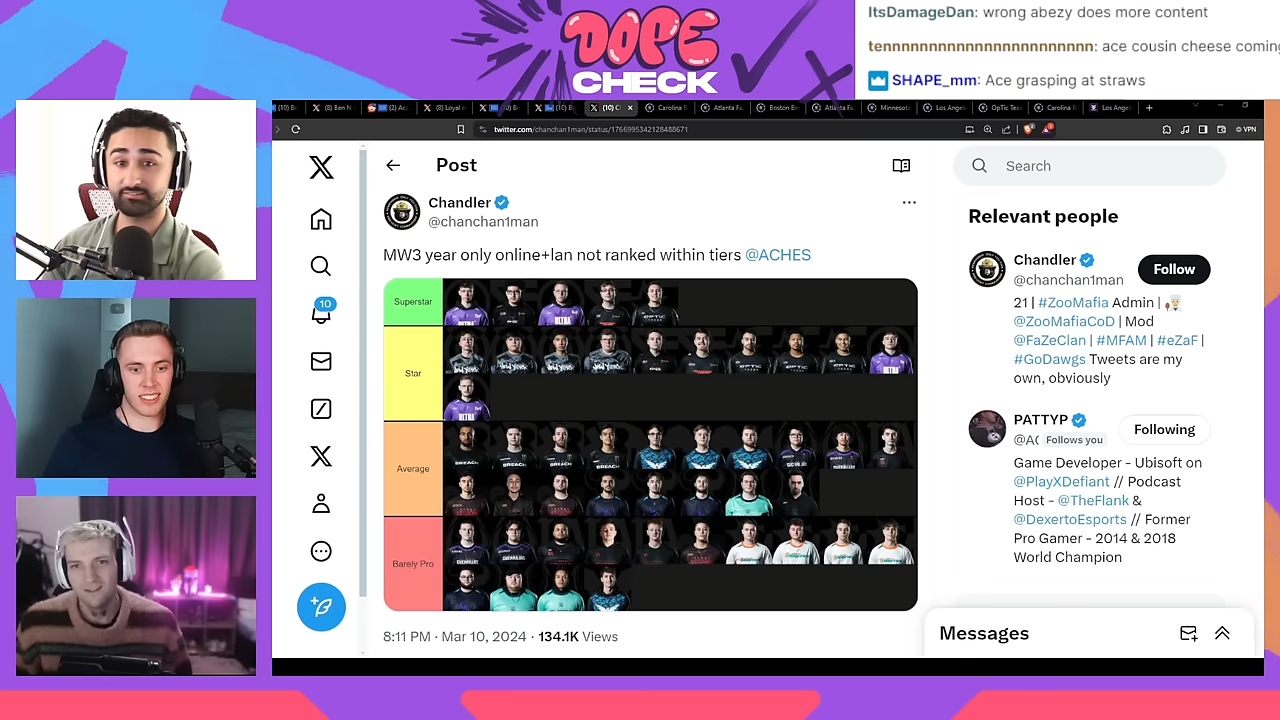 DOPE
CHECK
ItsDamageDan: wrong abezy does more content
tennnnnnnnnnnnnnnnnnnnnnn: ace cousin cheese coming
SHAPE_mm: Ace grasping at straws
twitter.com/chanchan1man/status/1766995342128488671
VPN
Post
Search
Chandler
@chanchan1man
MW3 year only online+lan not ranked within tiers @ACHES
Superstar
Star
Average
Barely Pro
8:11 PM · Mar 10, 2024 · 134.1K Views
10
Relevant people
Chandler
@chanchan1man
Follow
21 | #ZooMafia Admin |
@ZooMafiaCoD | Mod
@FaZeClan | #MFAM | #eZaF |
#GoDawgs Tweets are my
own, obviously
PATTYP
@AC Follows you
Following
Game Developer - Ubisoft on
@PlayXDefiant // Podcast
Host - @TheFlank &
@DexertoEsports // Former
Pro Gamer - 2014 & 2018
World Champion
Messages